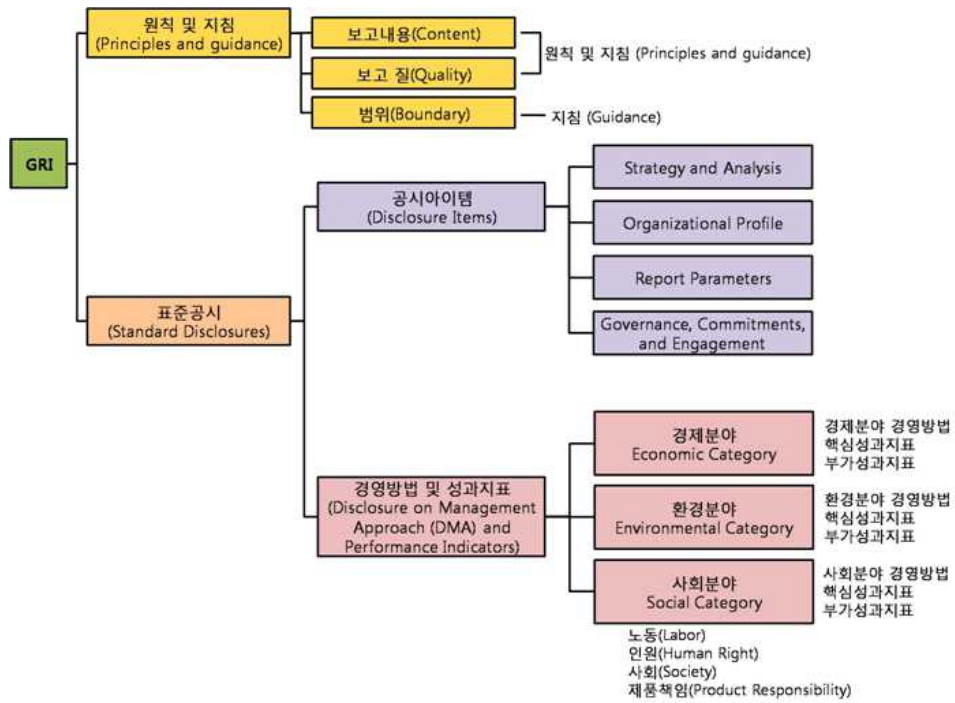 원칙 및 지침
(Principles and guidance)
보고내용(Content)
보고 질(Quality)
원칙 및 지침 (Principles and guidance)
범위(Boundary)
지침 (Guidance)
GRI
표준공시
(Standard Disclosures)
공시아이템
(Disclosure Items)
Strategy and Analysis
Organizational Profile
Report Parameters
Governance, Commitments,
and Engagement
경영방법 및 성과지표
(Disclosure on Management
Approach (DMA) and
Performance Indicators)
경제분야
Economic Category
경제분야 경영방법
핵심성과지표
부가성과지표
환경분야
Environmental Category
환경분야 경영방법
핵심성과지표
부가성과지표
사회분야
Social Category
사회분야 경영방법
핵심성과지표
부가성과지표
노동(Labor)
인원(Human Right)
사회(Society)
제품책임(Product Responsibility)